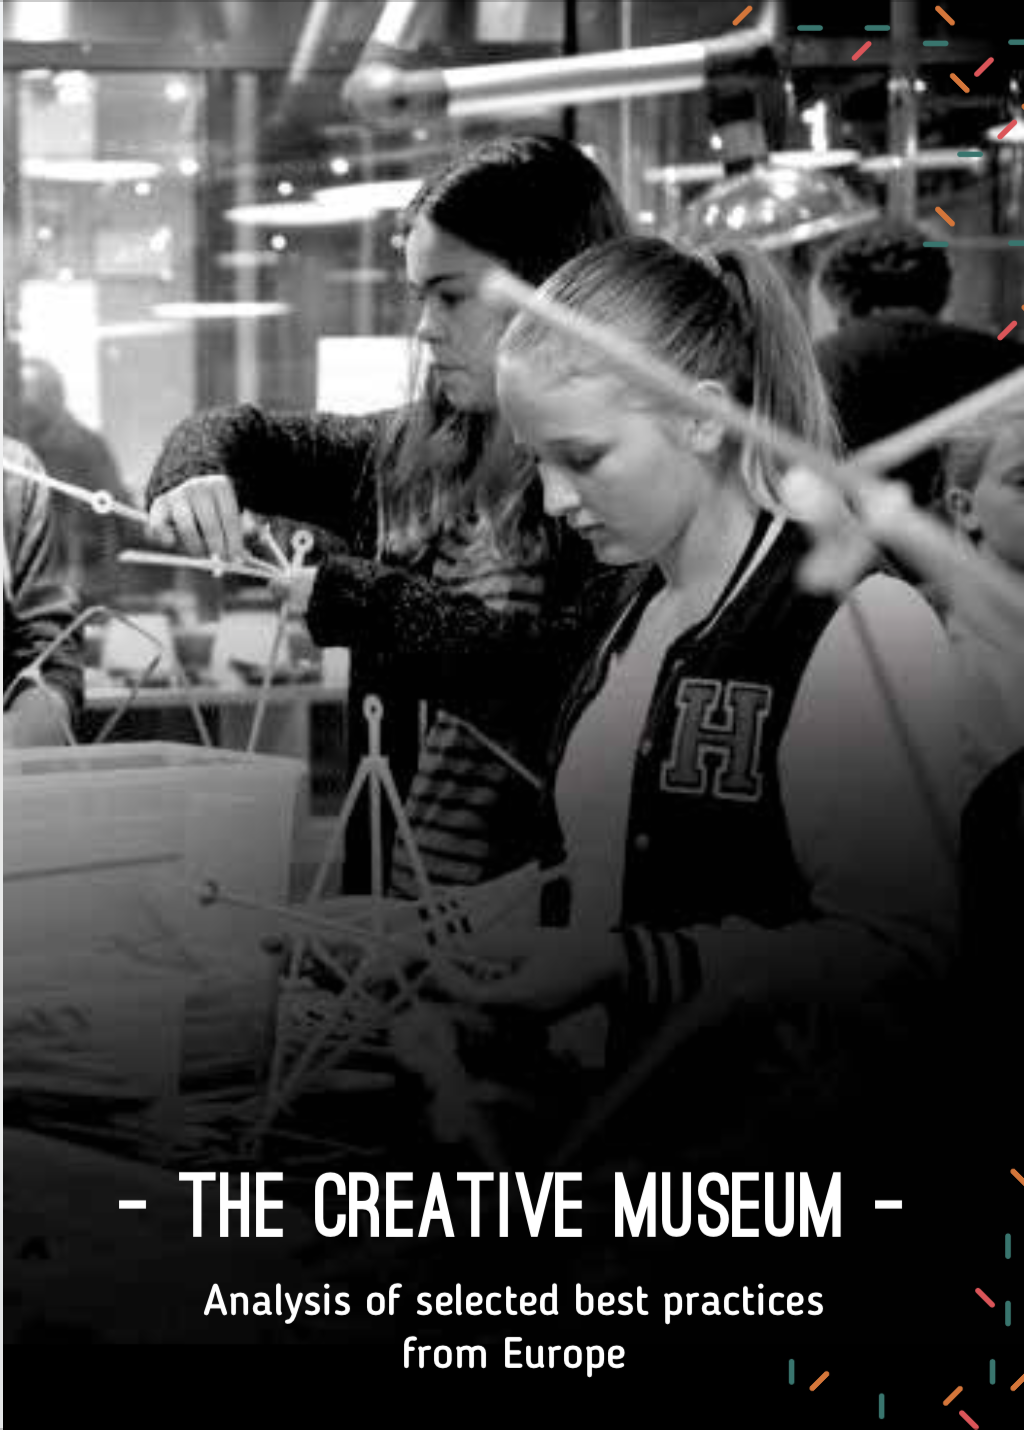 H
- THE CREATIVE MUSEUM -
Analysis of selected best practices
from Europe